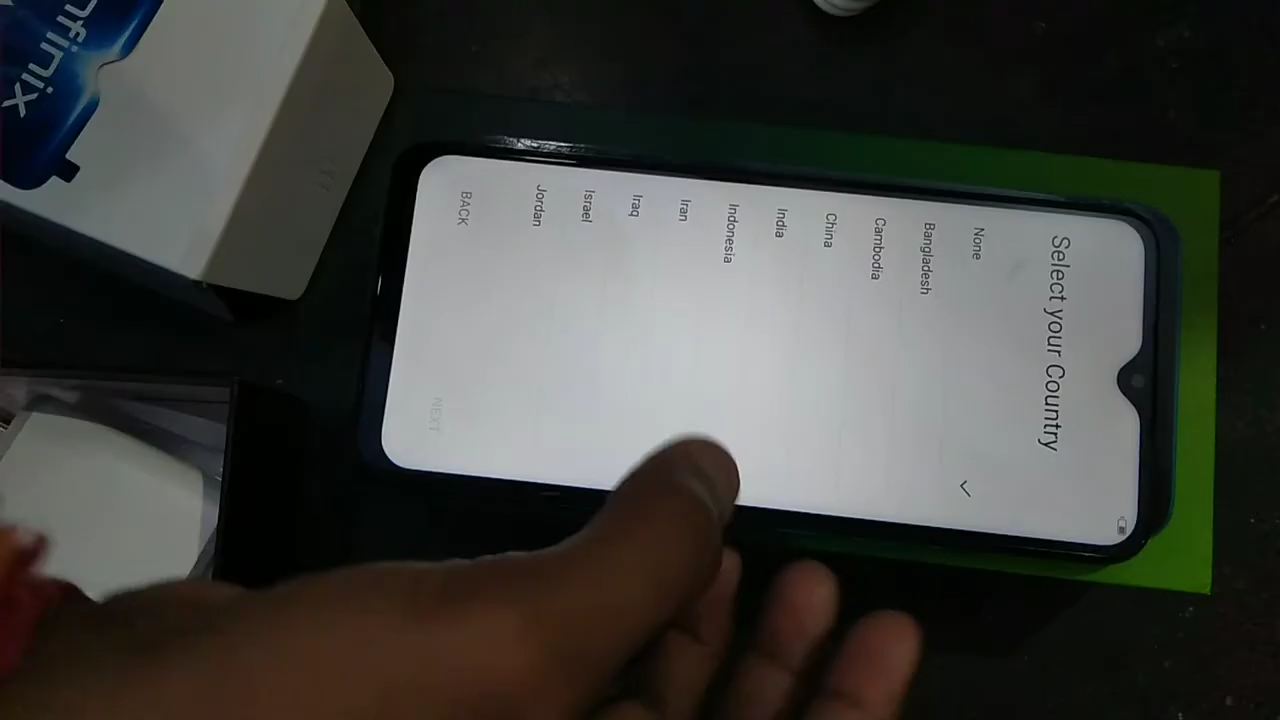 Select your Country
None
Bangladesh
Cambodia
China
India
Indonesia
Iran
Iraq
Israel
Jordan
BACK
NEXT
nfinix